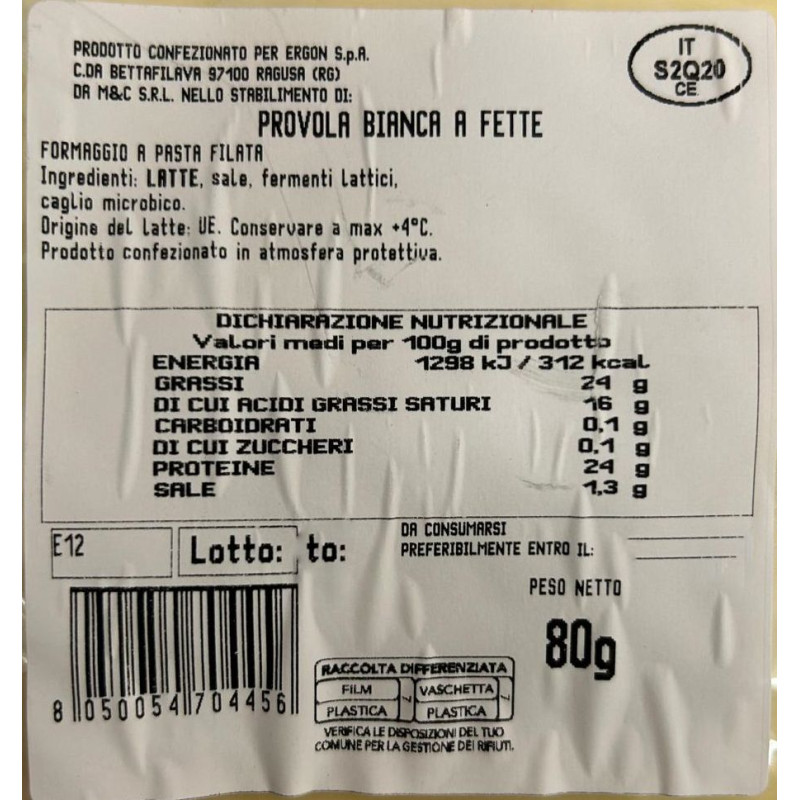 PRODOTTO CONFEZIONATO PER ERGON S.p.A.
C.DA BETTAFILAVA 97100 RAGUSA (RG)
DA M&C S.R.L. NELLO STABILIMENTO DI:
IT
S2Q20
CE
PROVOLA BIANCA A FETTE
FORMAGGIO A PASTA FILATA
Ingredienti: LATTE, sale, fermenti lattici,
caglio microbico.
Origine del latte: UE. Conservare a max +4°C.
Prodotto confezionato in atmosfera protettiva.
DICHIARAZIONE NUTRIZIONALE
Valori medi per 100g di prodotto
ENERGIA 1298 kJ / 312 kcal
GRASSI 24 g
DI CUI ACIDI GRASSI SATURI 16 g
CARBOIDRATI 0,1 g
DI CUI ZUCCHERI 0,1 g
PROTEINE 24 g
SALE 1,3 g
E12
Lotto: to:
DA CONSUMARSI
PREFERIBILMENTE ENTRO IL:
PESO NETTO
80g
8 050054 704456
RACCOLTA DIFFERENZIATA
FILM VASCHETTA
PLASTICA 7 PLASTICA 7
VERIFICA LE DISPOSIZIONI DEL TUO
COMUNE PER LA GESTIONE DEI RIFIUTI.